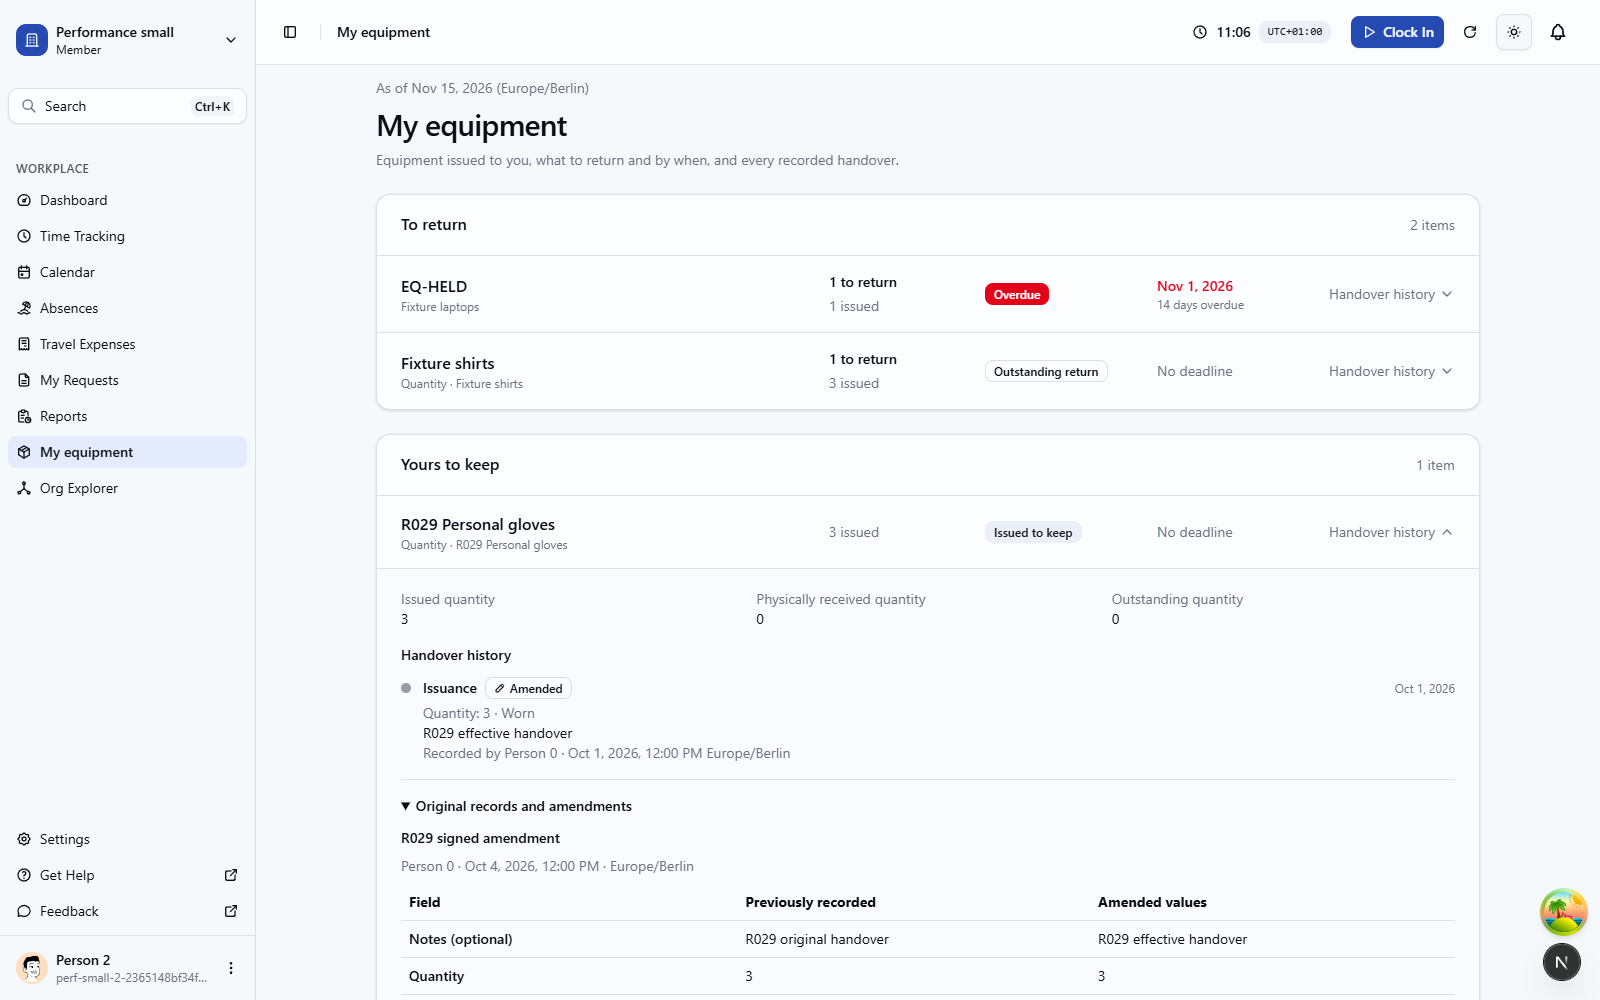 Performance small
Member
Search
Ctrl+K
WORKPLACE
Dashboard
Time Tracking
Calendar
Absences
Travel Expenses
My Requests
Reports
My equipment
Org Explorer
Settings
Get Help
Feedback
Person 2
perf-small-2-2365148bf34f...
My equipment
11:06 UTC+01:00
Clock In
As of Nov 15, 2026 (Europe/Berlin)
My equipment
Equipment issued to you, what to return and by when, and every recorded handover.
To return
2 items
EQ-HELD
Fixture laptops
1 to return
1 issued
Overdue
Nov 1, 2026
14 days overdue
Handover history
Fixture shirts
Quantity · Fixture shirts
1 to return
3 issued
Outstanding return
No deadline
Handover history
Yours to keep
1 item
R029 Personal gloves
Quantity · R029 Personal gloves
3 issued
Issued to keep
No deadline
Handover history
Issued quantity
3
Physically received quantity
0
Outstanding quantity
0
Handover history
Issuance
Amended
Oct 1, 2026
Quantity: 3 · Worn
R029 effective handover
Recorded by Person 0 · Oct 1, 2026, 12:00 PM Europe/Berlin
Original records and amendments
R029 signed amendment
Person 0 · Oct 4, 2026, 12:00 PM · Europe/Berlin
Field Previously recorded Amended values
Notes (optional) R029 original handover R029 effective handover
Quantity 3 3
N